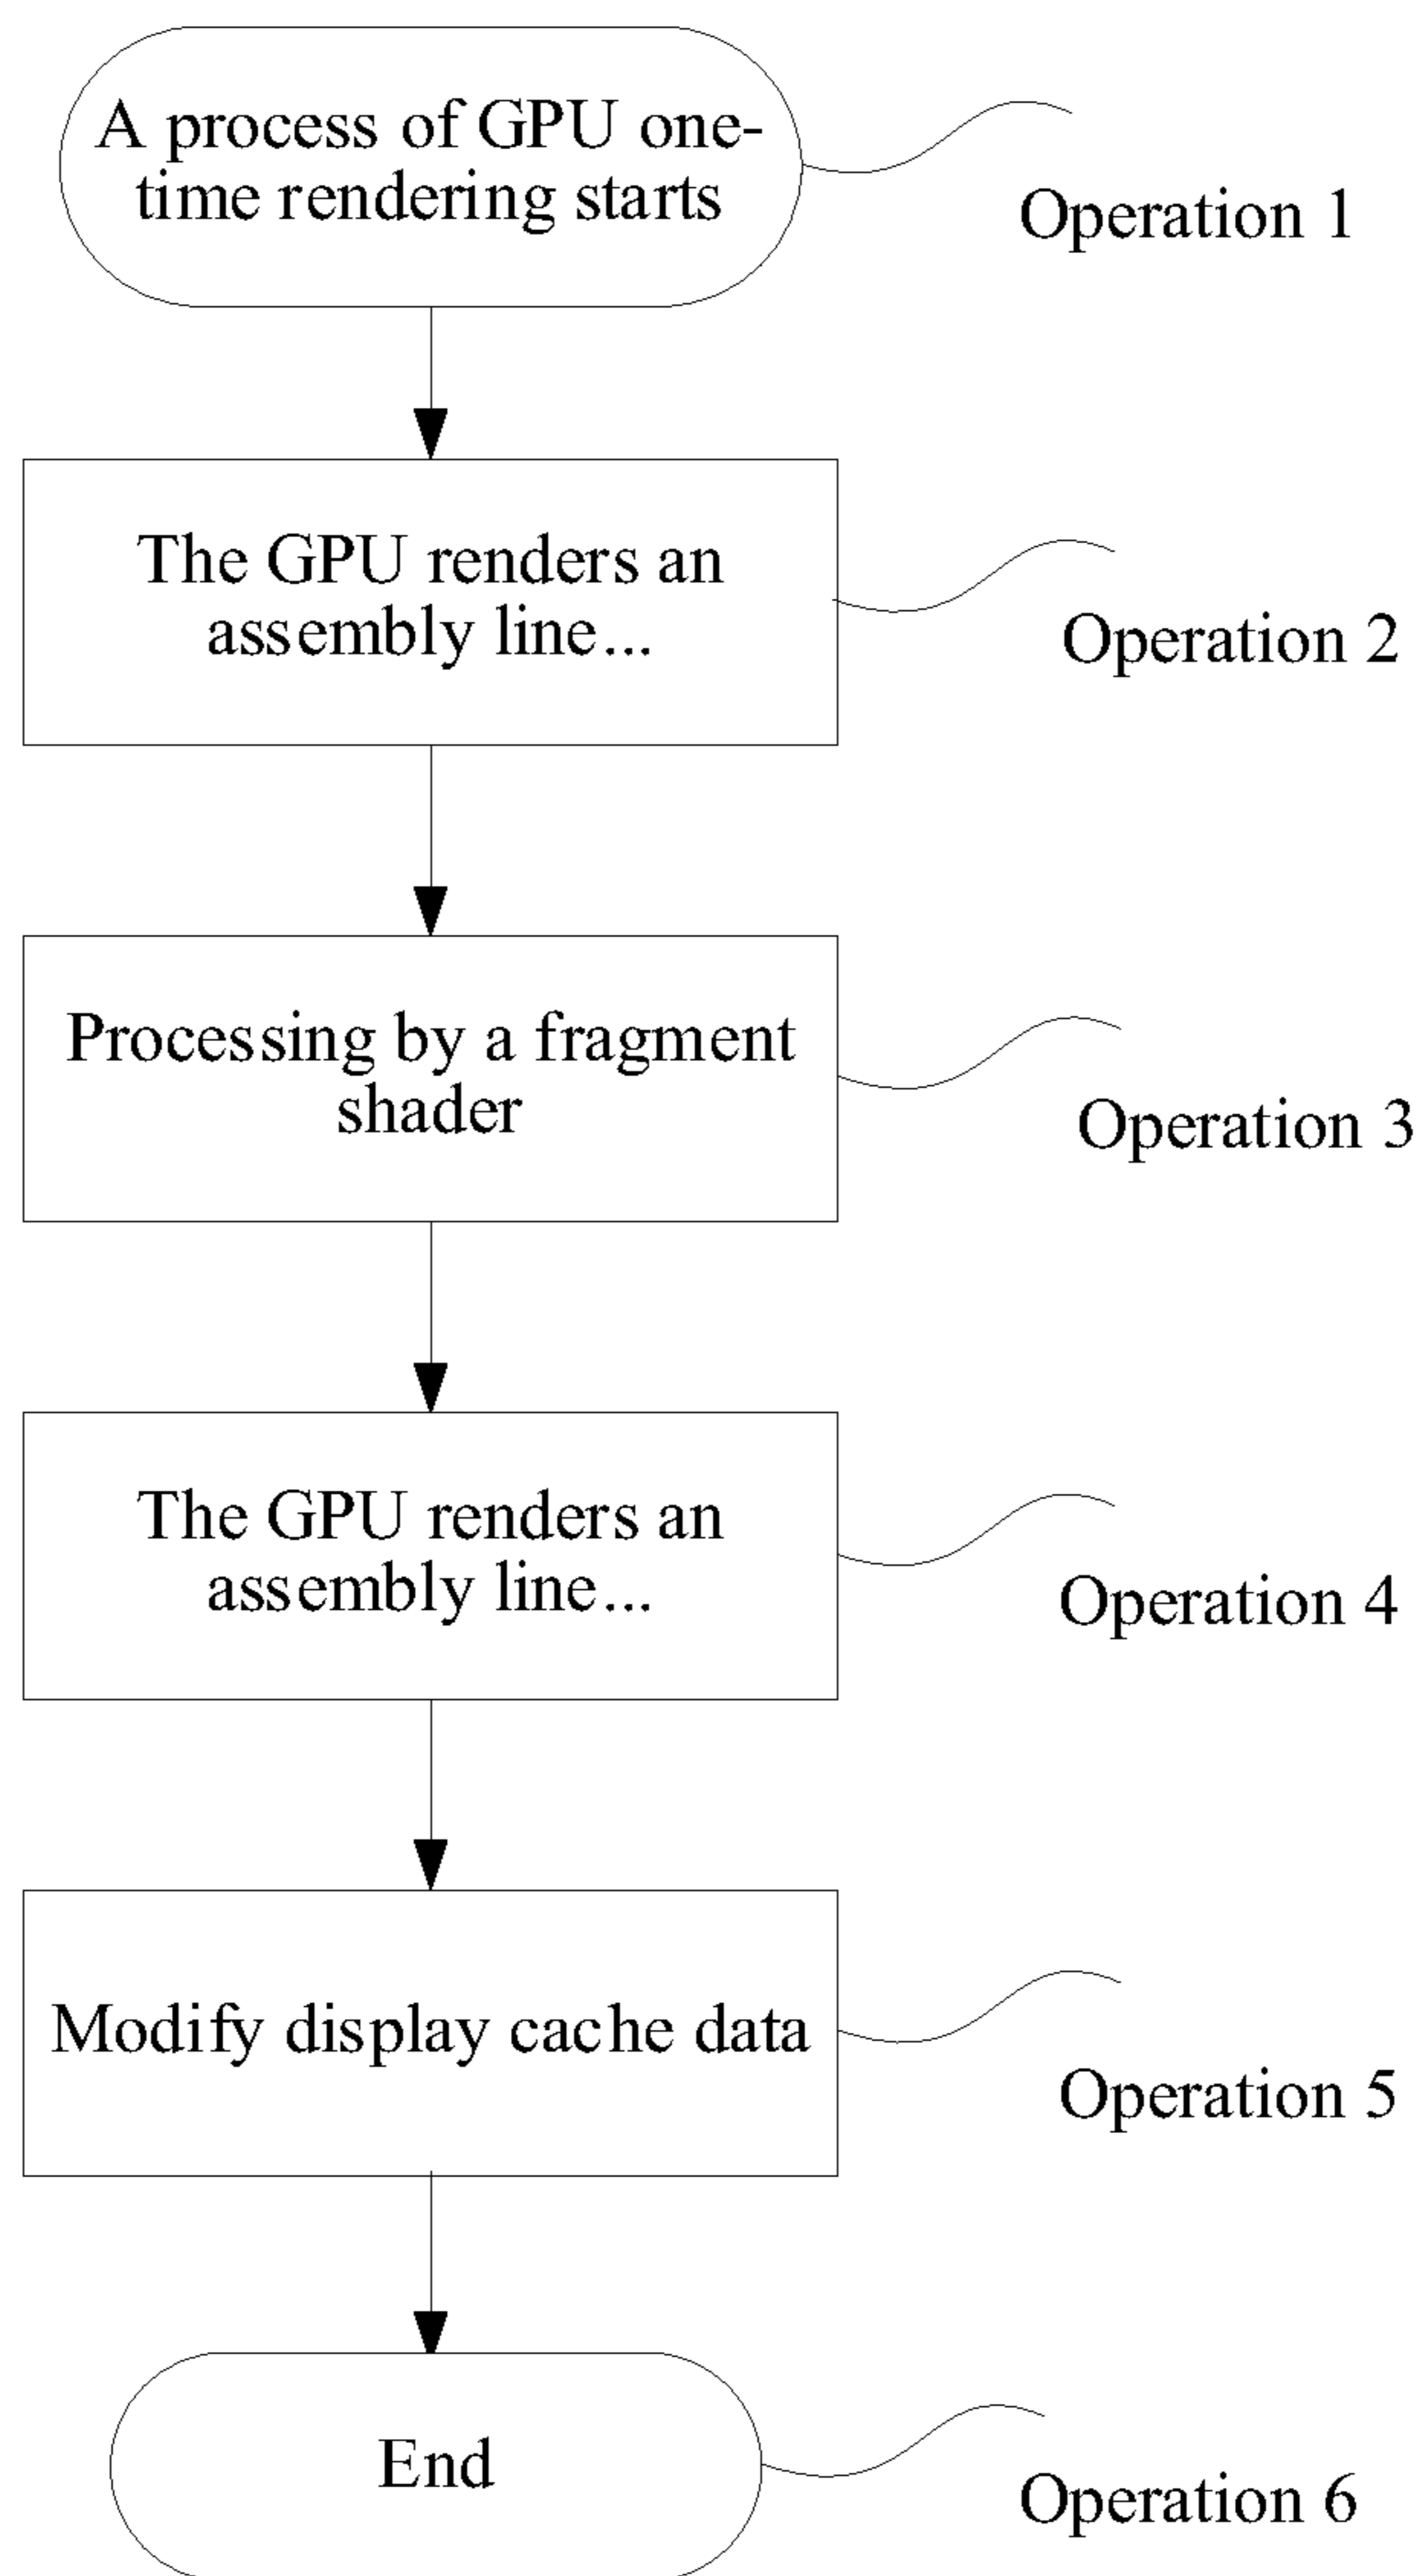 A process of GPU one-
time rendering starts
Operation 1
The GPU renders an
assembly line...
Operation 2
Processing by a fragment
shader
Operation 3
The GPU renders an
assembly line...
Operation 4
Modify display cache data
Operation 5
End
Operation 6